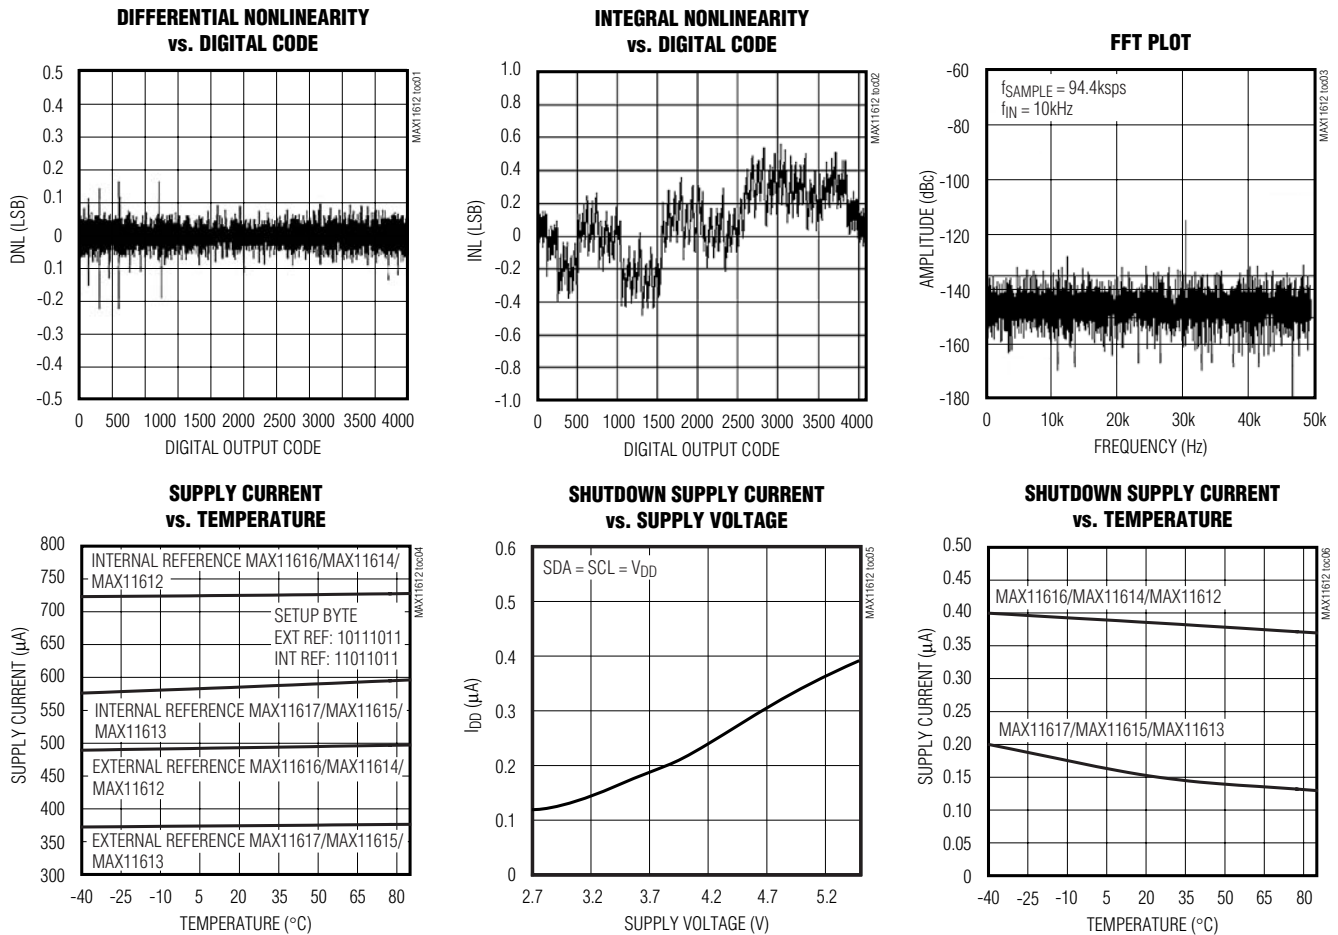 DIFFERENTIAL NONLINEARITY
vs. DIGITAL CODE
MAX11612 toc01
DNL (LSB)
0.5
0.4
0.3
0.2
0.1
0
0.1
-0.2
-0.3
-0.4
-0.5
0 500 1000 1500 2000 2500 3000 3500 4000
DIGITAL OUTPUT CODE
INTEGRAL NONLINEARITY
vs. DIGITAL CODE
MAX11612 toc02
INL (LSB)
1.0
0.8
0.6
0.4
0.2
0
-0.2
-0.4
-0.6
-0.8
-1.0
0 500 1000 1500 2000 2500 3000 3500 4000
DIGITAL OUTPUT CODE
FFT PLOT
MAX11612 toc03
fSAMPLE = 94.4ksps
fIN = 10kHz
AMPLITUDE (dBc)
-60
-80
-100
-120
-140
-160
-180
0 10k 20k 30k 40k 50k
FREQUENCY (Hz)
SUPPLY CURRENT
vs. TEMPERATURE
MAX11612 toc04
SUPPLY CURRENT (µA)
800
750
700
650
600
550
500
450
400
350
300
INTERNAL REFERENCE MAX11616/MAX11614/
MAX11612
SETUP BYTE
EXT REF: 10111011
INT REF: 11011011
INTERNAL REFERENCE MAX11617/MAX11615/
MAX11613
EXTERNAL REFERENCE MAX11616/MAX11614/
MAX11612
EXTERNAL REFERENCE MAX11617/MAX11615/
MAX11613
-40 -25 -10 5 20 35 50 65 80
TEMPERATURE (°C)
SHUTDOWN SUPPLY CURRENT
vs. SUPPLY VOLTAGE
MAX11612 toc05
SDA = SCL = VDD
IDD (µA)
0.6
0.5
0.4
0.3
0.2
0.1
0
2.7 3.2 3.7 4.2 4.7 5.2
SUPPLY VOLTAGE (V)
SHUTDOWN SUPPLY CURRENT
vs. TEMPERATURE
MAX11612 toc06
SUPPLY CURRENT (µA)
0.50
0.45
0.40
0.35
0.30
0.25
0.20
0.15
0.10
0.05
0
MAX11616/MAX11614/MAX11612
MAX11617/MAX11615/MAX11613
-40 -25 -10 5 20 35 50 65 80
TEMPERATURE (°C)